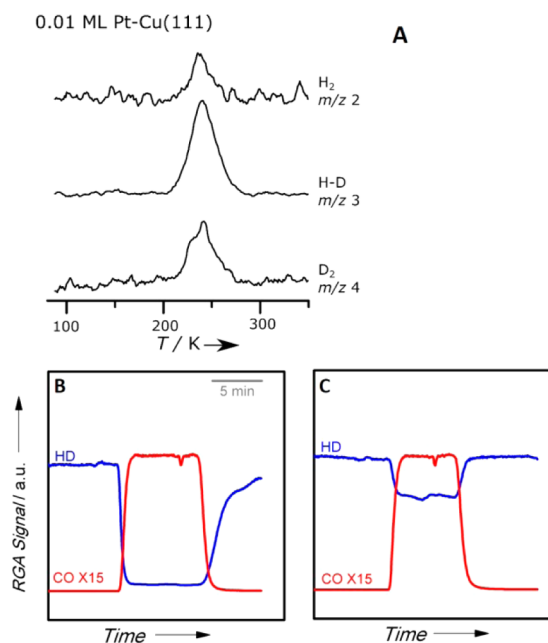 0.01 ML Pt-Cu(111)
A
H₂
m/z 2
H-D
m/z 3
D₂
m/z 4
100 200 300
T / K
B
5 min
HD
CO X15
C
HD
CO X15
RGA Signal / a.u.
Time
Time